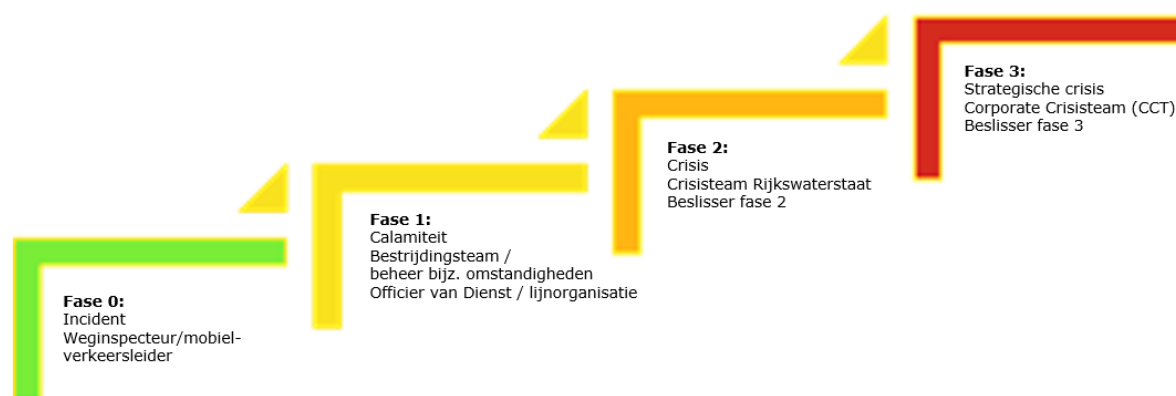 Fase 0:
Incident
Weginspecteur/mobiel-
verkeersleider
Fase 1:
Calamiteit
Bestrijdingsteam /
beheer bijz. omstandigheden
Officier van Dienst / lijnorganisatie
Fase 2:
Crisis
Crisisteam Rijkswaterstaat
Beslisser fase 2
Fase 3:
Strategische crisis
Corporate Crisisteam (CCT)
Beslisser fase 3